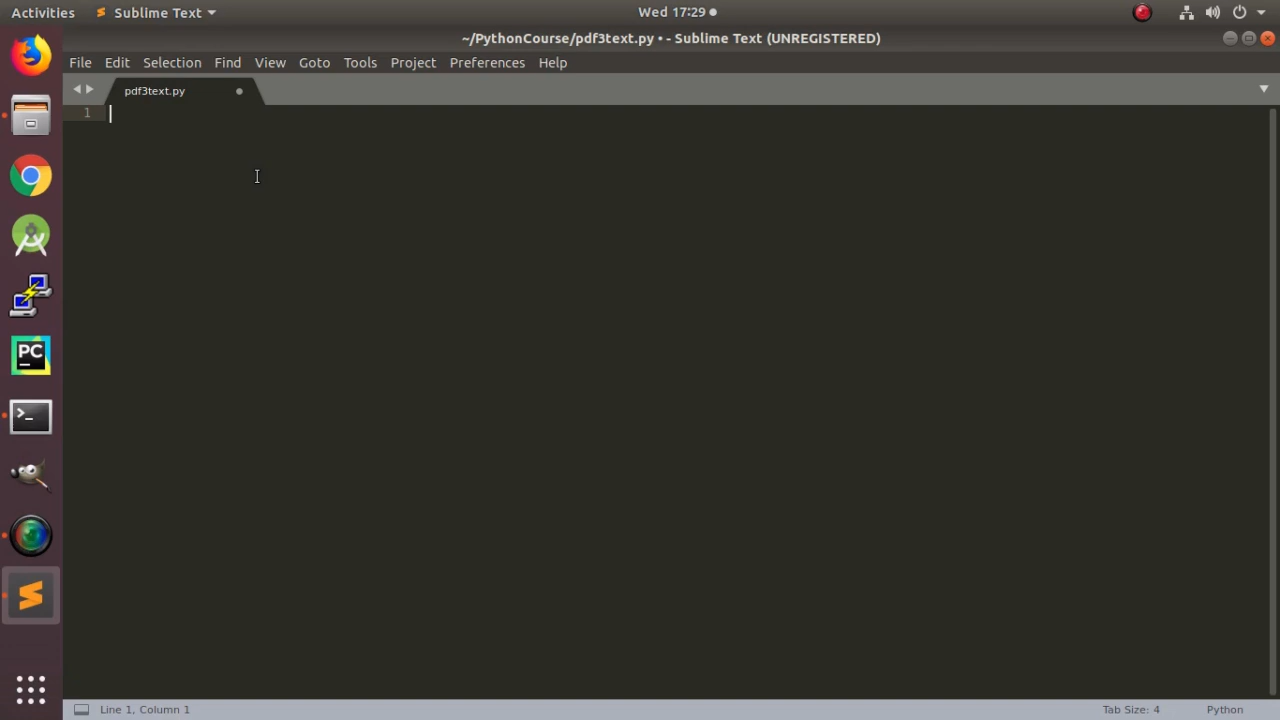 Activities Sublime Text Wed 17:29
~/PythonCourse/pdf3text.py • - Sublime Text (UNREGISTERED)
File Edit Selection Find View Goto Tools Project Preferences Help
pdf3text.py
1
PC
>_
Line 1, Column 1 Tab Size: 4 Python